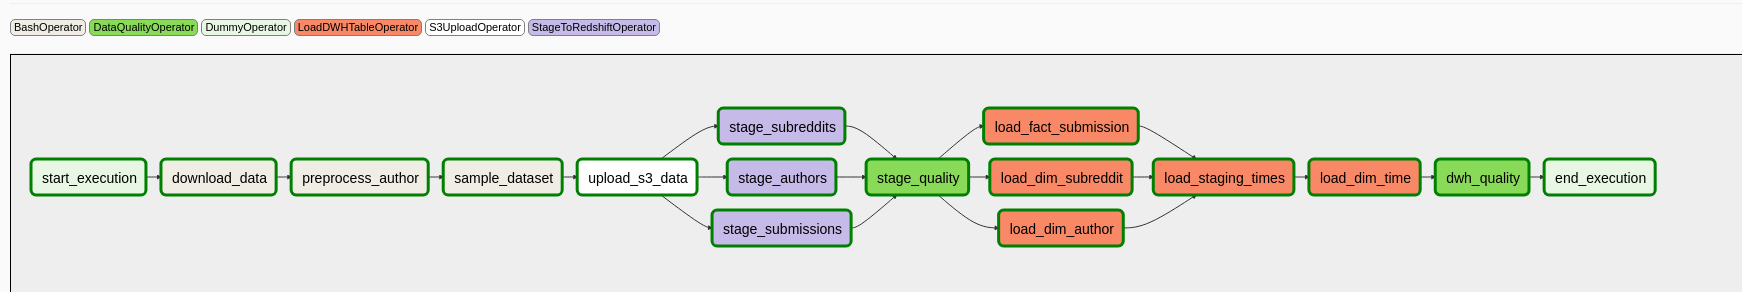 BashOperator DataQualityOperator DummyOperator LoadDWHTableOperator S3UploadOperator StageToRedshiftOperator
stage_subreddits load_fact_submission
start_execution download_data preprocess_author sample_dataset upload_s3_data stage_authors stage_quality load_dim_subreddit load_staging_times load_dim_time dwh_quality end_execution
stage_submissions load_dim_author